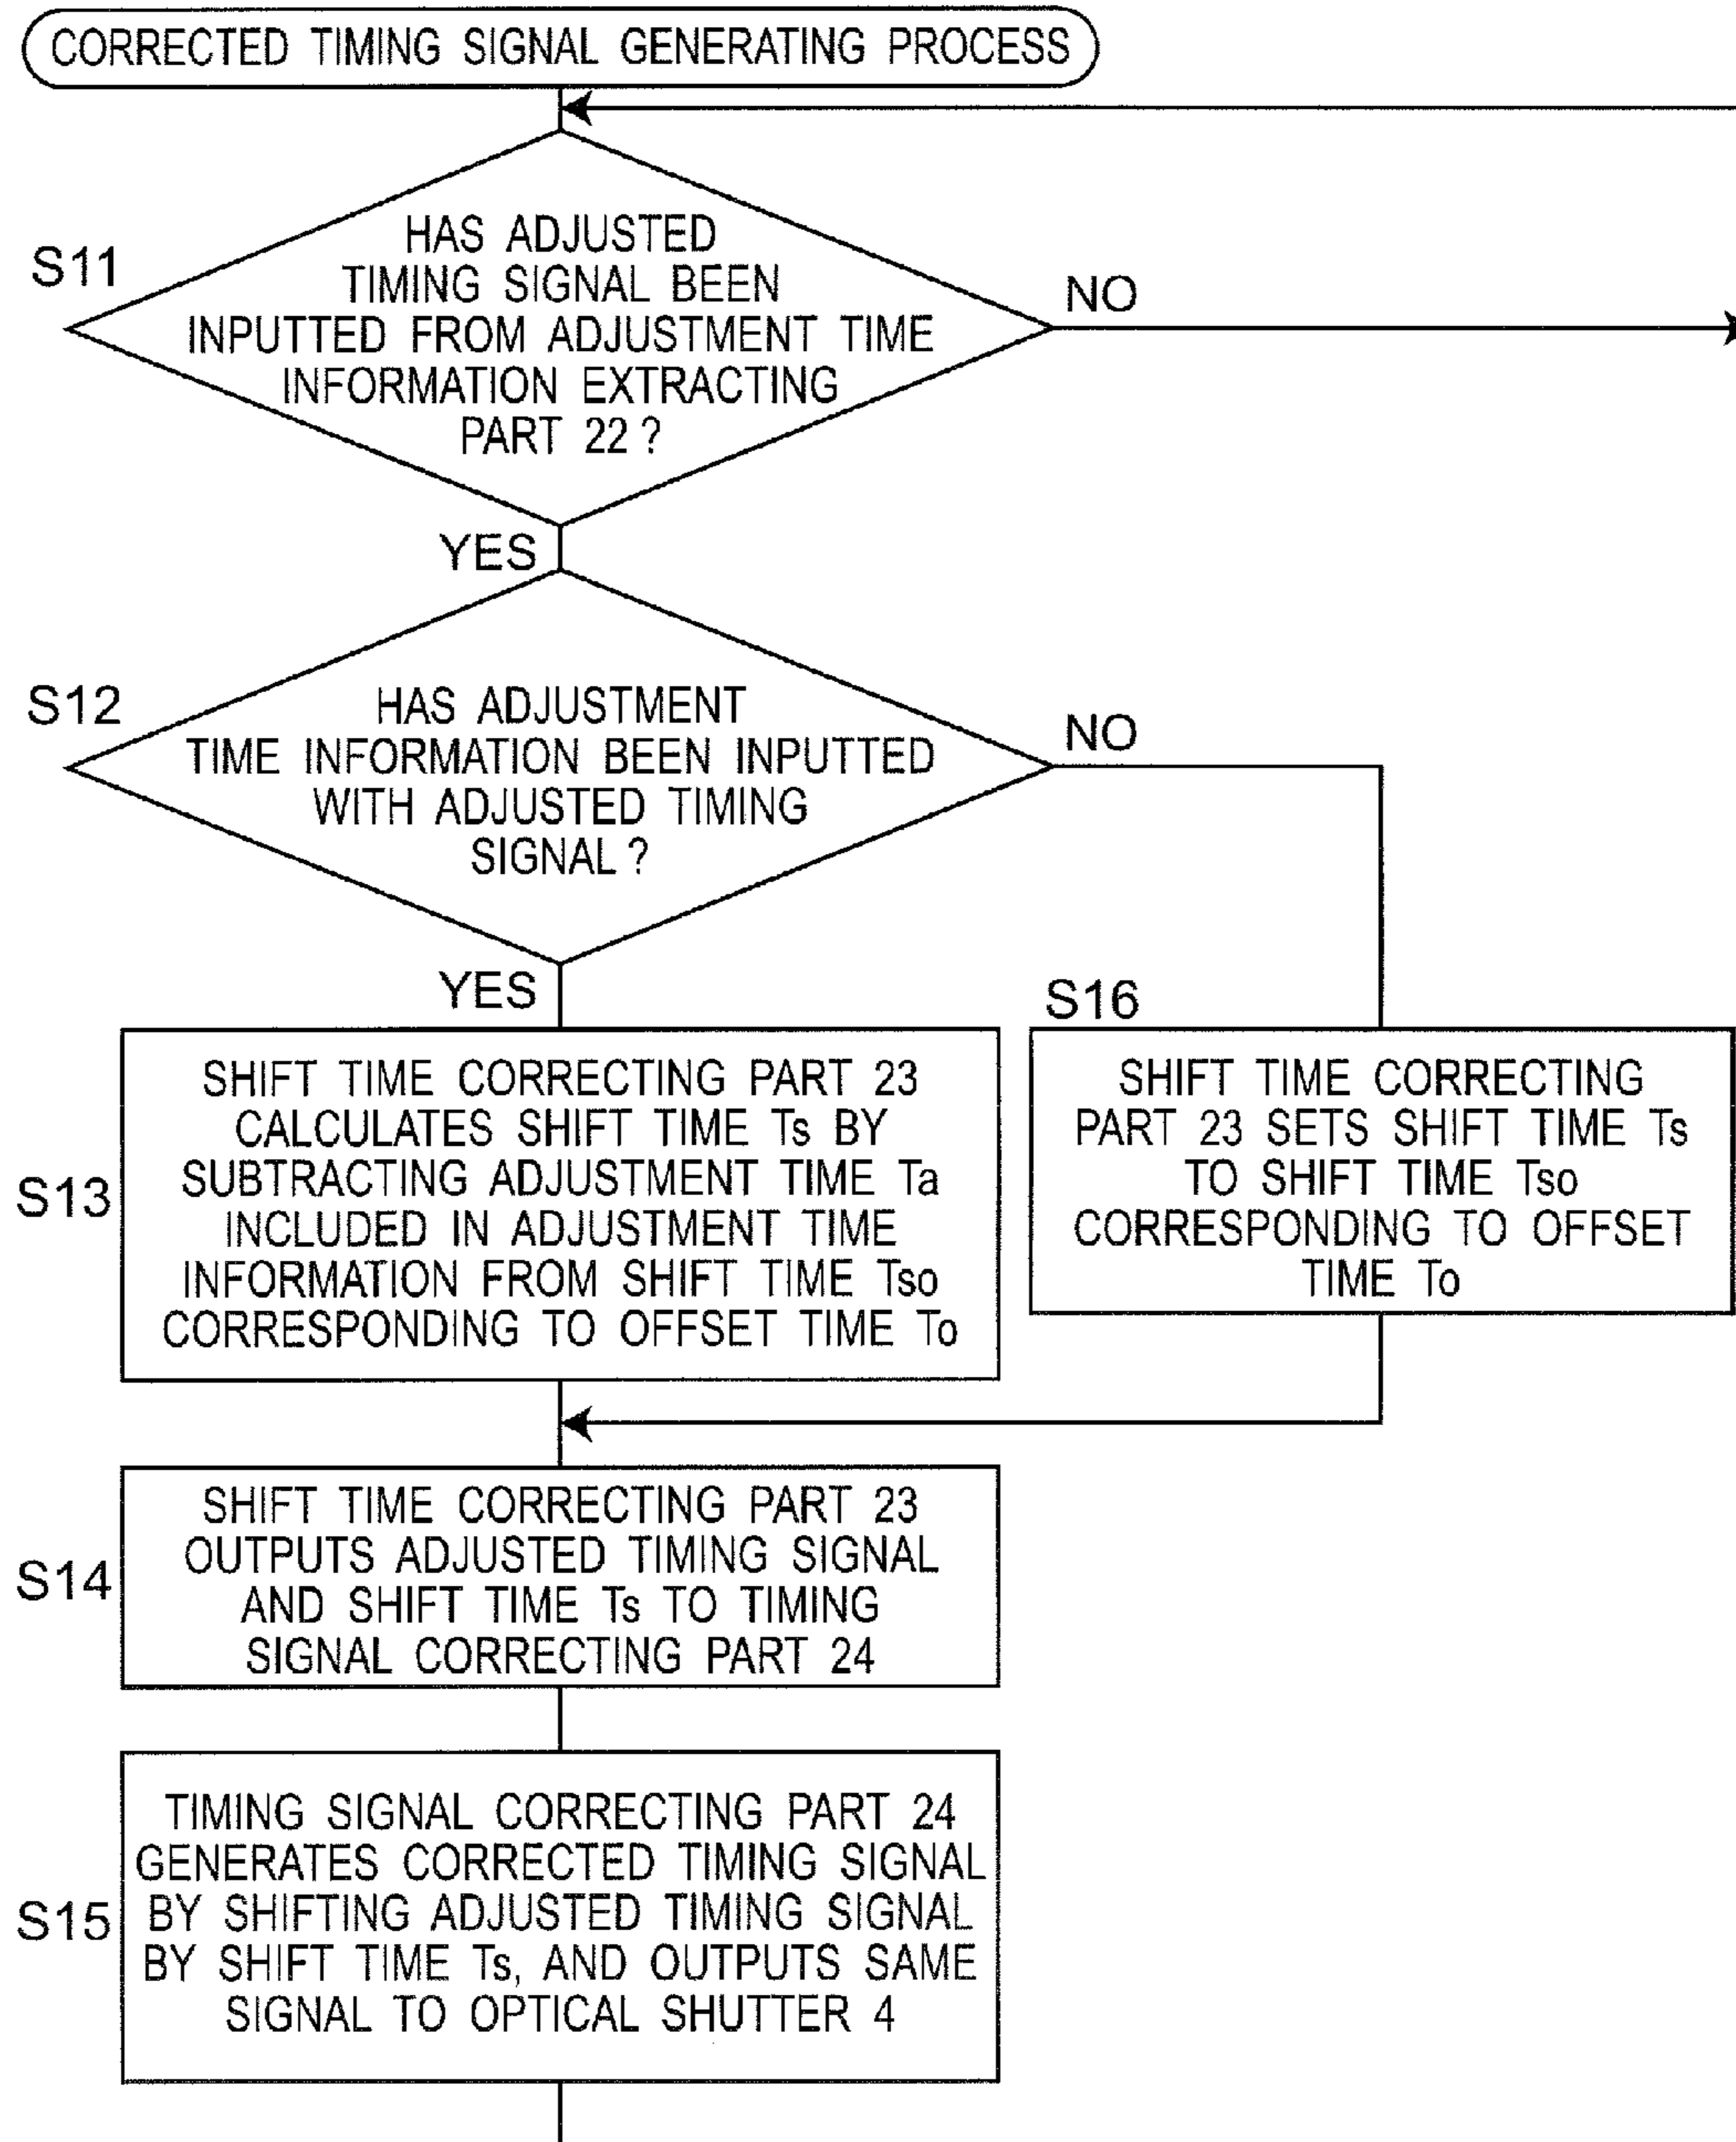 CORRECTED TIMING SIGNAL GENERATING PROCESS
S11
HAS ADJUSTED
TIMING SIGNAL BEEN
INPUTTED FROM ADJUSTMENT TIME
INFORMATION EXTRACTING
PART 22 ?
NO
YES
S12
HAS ADJUSTMENT
TIME INFORMATION BEEN INPUTTED
WITH ADJUSTED TIMING
SIGNAL ?
NO
YES
S13
SHIFT TIME CORRECTING PART 23
CALCULATES SHIFT TIME Ts BY
SUBTRACTING ADJUSTMENT TIME Ta
INCLUDED IN ADJUSTMENT TIME
INFORMATION FROM SHIFT TIME Tso
CORRESPONDING TO OFFSET TIME To
S16
SHIFT TIME CORRECTING
PART 23 SETS SHIFT TIME Ts
TO SHIFT TIME Tso
CORRESPONDING TO OFFSET
TIME To
S14
SHIFT TIME CORRECTING PART 23
OUTPUTS ADJUSTED TIMING SIGNAL
AND SHIFT TIME Ts TO TIMING
SIGNAL CORRECTING PART 24
S15
TIMING SIGNAL CORRECTING PART 24
GENERATES CORRECTED TIMING SIGNAL
BY SHIFTING ADJUSTED TIMING SIGNAL
BY SHIFT TIME Ts, AND OUTPUTS SAME
SIGNAL TO OPTICAL SHUTTER 4